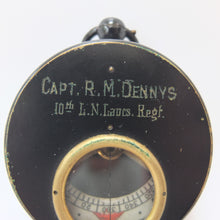 CAPT. R. M. DENNYS
10th L. N. Lancs. Regt.